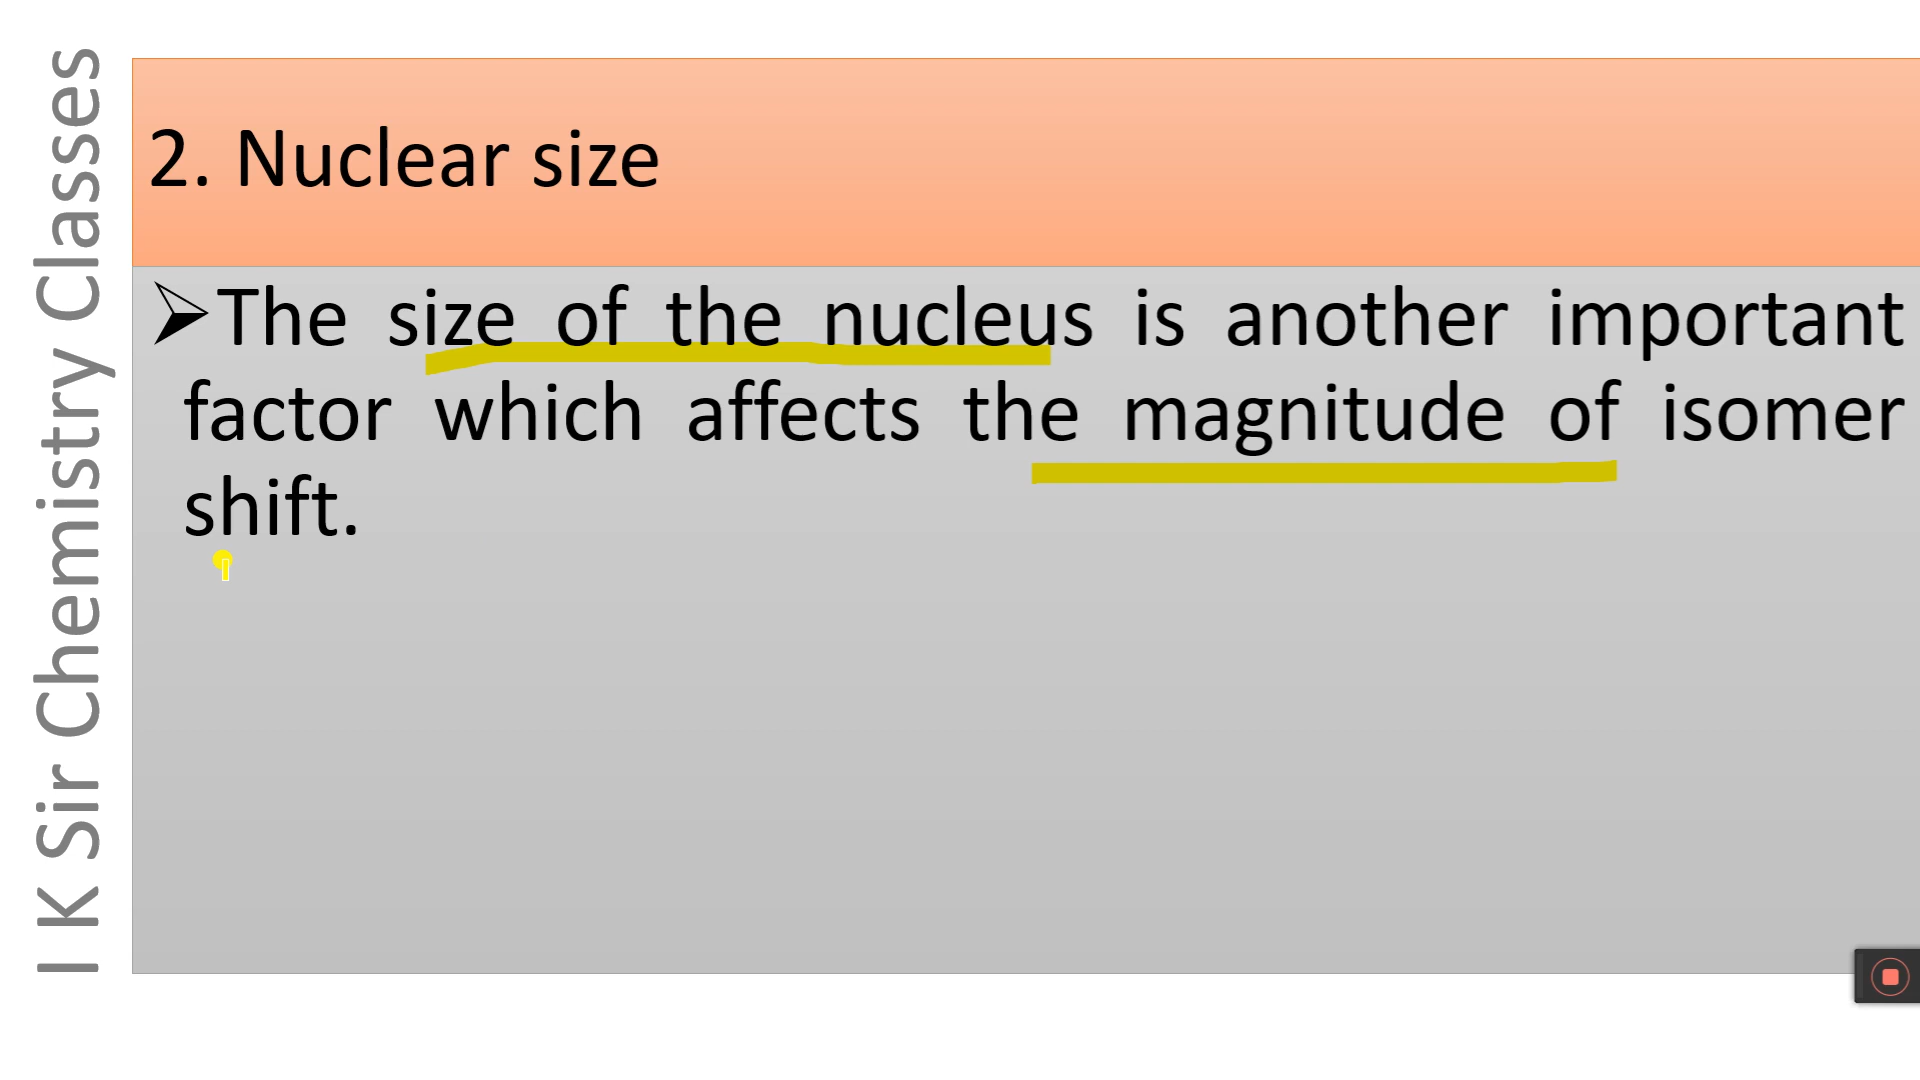 I K Sir Chemistry Classes
2. Nuclear size
The size of the nucleus is another important
factor which affects the magnitude of isomer
shift.